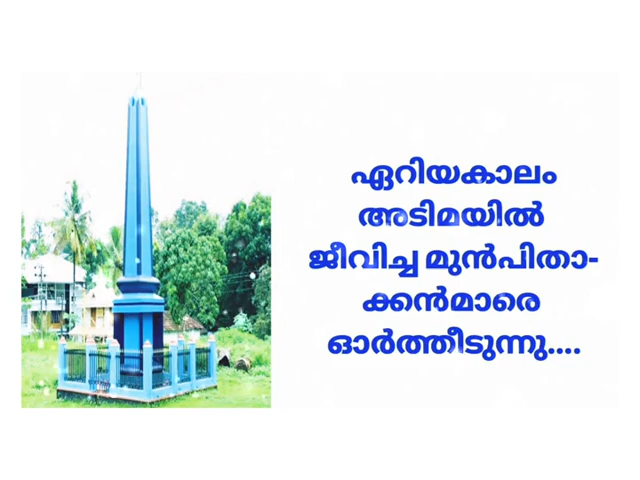 ഏറിയകാലം
അടിമയിൽ
ജീവിച്ച മുൻപിതാ-
ക്കൻമാരെ
ഓർത്തീടുന്നു....